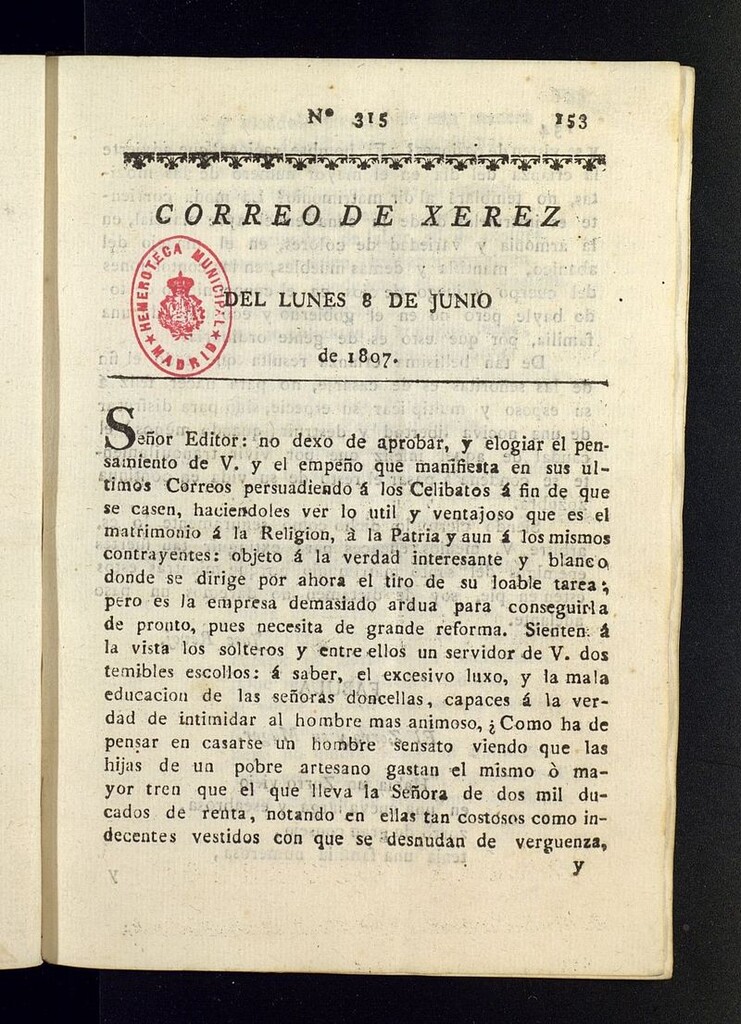 Nº 315 153
CORREO DE XEREZ
HEMEROTECA MUNICIPAL
★ MADRID ★
DEL LUNES 8 DE JUNIO
de 1807.
Señor Editor: no dexo de aprobar, y elogiar el pen-
samiento de V. y el empeño que manifiesta en sus úl-
timos Correos persuadiendo á los Celibatos á fin de que
se casen, haciendoles ver lo util y ventajoso que es el
matrimonio á la Religion, à la Patria y aun á los mismos
contrayentes: objeto á la verdad interesante y blanco
donde se dirige por ahora el tiro de su loable tarea;
pero es la empresa demasiado ardua para conseguirla
de pronto, pues necesita de grande reforma. Sienten á
la vista los solteros y entre ellos un servidor de V. dos
temibles escollos: á saber, el excesivo luxo, y la mala
educacion de las señoras doncellas, capaces á la ver-
dad de intimidar al hombre mas animoso, ¿Como ha de
pensar en casarse un hombre sensato viendo que las
hijas de un pobre artesano gastan el mismo ò ma-
yor tren que el que lleva la Señora de dos mil du-
cados de renta, notando en ellas tan costosos como in-
decentes vestidos con que se desnudan de verguenza,
y